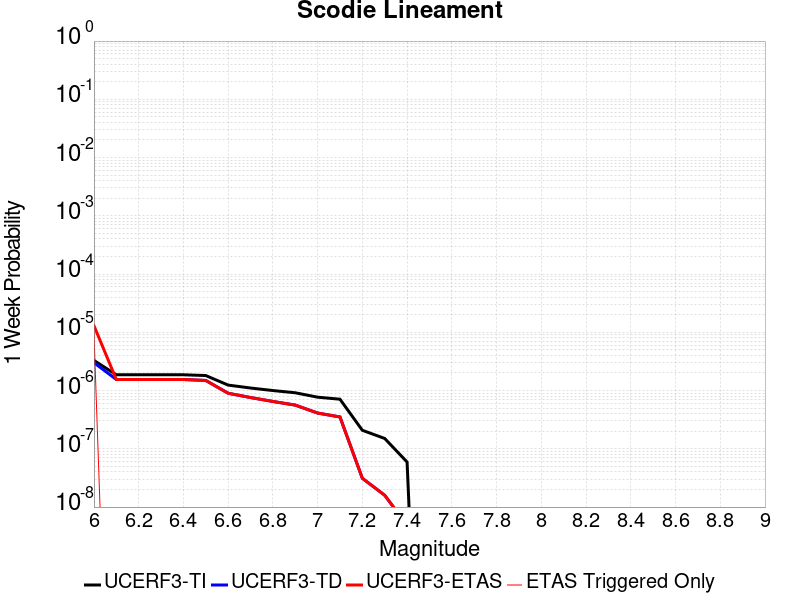 Scodie Lineament
10^0
10^-1
10^-2
10^-3
10^-4
10^-5
10^-6
10^-7
10^-8
1 Week Probability
6 6.2 6.4 6.6 6.8 7 7.2 7.4 7.6 7.8 8 8.2 8.4 8.6 8.8 9
Magnitude
UCERF3-TI UCERF3-TD UCERF3-ETAS ETAS Triggered Only